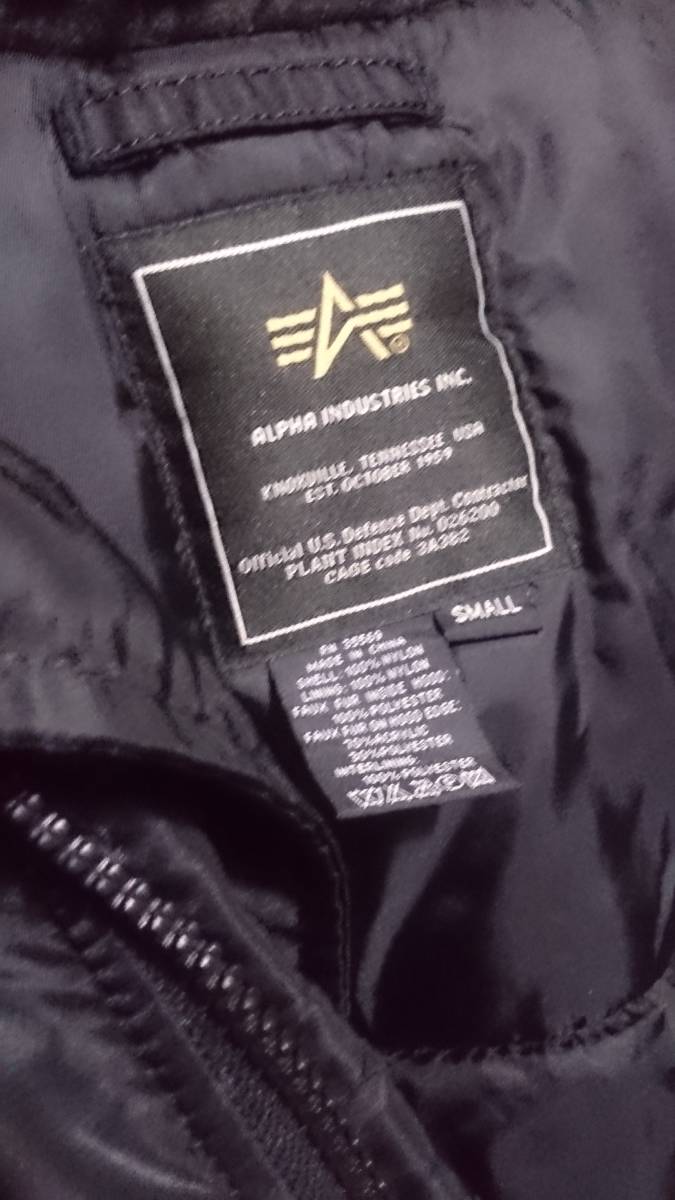 ALPHA INDUSTRIES INC.
KNOXVILLE, TENNESSEE USA
EST. OCTOBER 1959
Official U.S. Defense Dept. Contractor
PLANT INDEX No. 026200
CAGE code 3A382
SMALL
RN 35569
MADE IN CHINA
SHELL: 100% NYLON
LINING: 100% NYLON
FAUX FUR INSIDE HOOD:
100% POLYESTER
FAUX FUR ON HOOD EDGE:
70% ACRYLIC
30% POLYESTER
INTERLINING:
100% POLYESTER